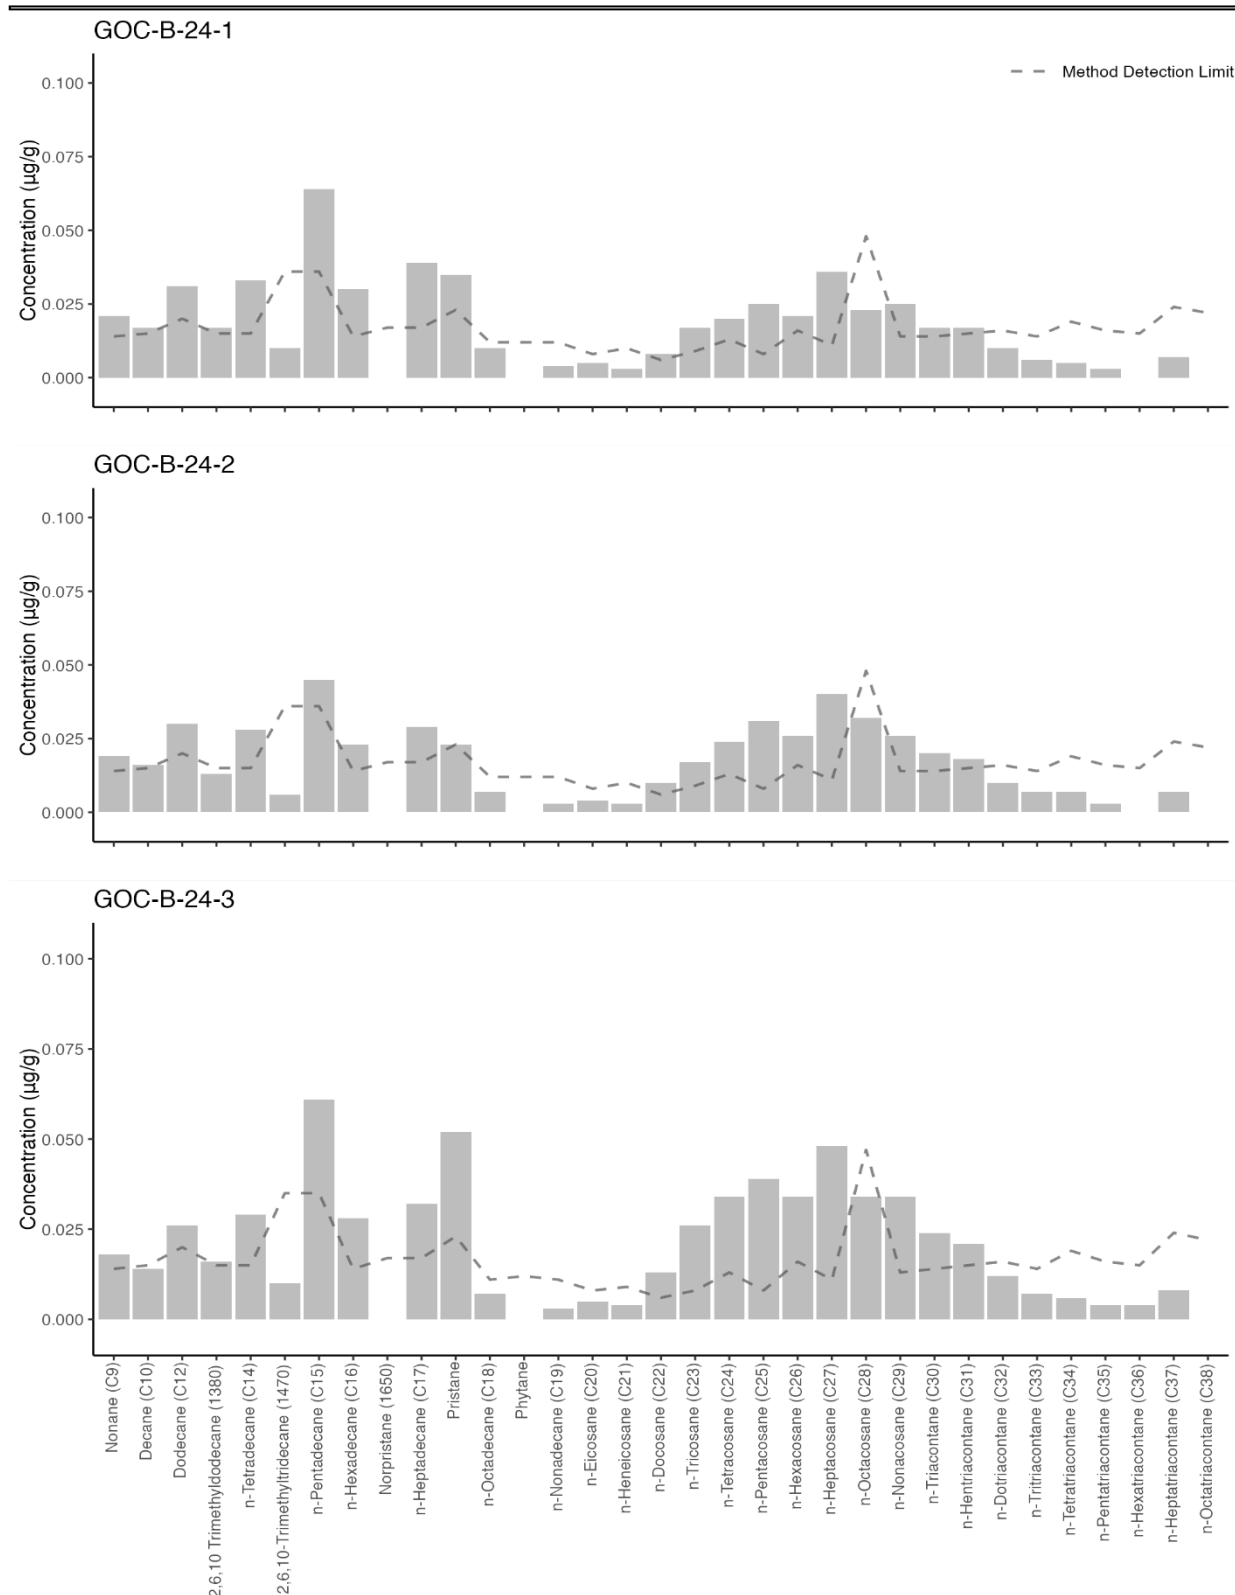 GOC-B-24-1
Method Detection Limit
Concentration (µg/g)
0.100
0.075
0.050
0.025
0.000
GOC-B-24-2
Concentration (µg/g)
0.100
0.075
0.050
0.025
0.000
GOC-B-24-3
Concentration (µg/g)
0.100
0.075
0.050
0.025
0.000
Nonane (C9)
Decane (C10)
Dodecane (C12)
2,6,10 Trimethyldodecane (1380)
n-Tetradecane (C14)
2,6,10-Trimethyltridecane (1470)
n-Pentadecane (C15)
n-Hexadecane (C16)
Norpristane (1650)
n-Heptadecane (C17)
Pristane
n-Octadecane (C18)
Phytane
n-Nonadecane (C19)
n-Eicosane (C20)
n-Heneicosane (C21)
n-Docosane (C22)
n-Tricosane (C23)
n-Tetracosane (C24)
n-Pentacosane (C25)
n-Hexacosane (C26)
n-Heptacosane (C27)
n-Octacosane (C28)
n-Nonacosane (C29)
n-Triacontane (C30)
n-Hentriacontane (C31)
n-Dotriacontane (C32)
n-Tritriacontane (C33)
n-Tetratriacontane (C34)
n-Pentatriacontane (C35)
n-Hexatriacontane (C36)
n-Heptatriacontane (C37)
n-Octatriacontane (C38)